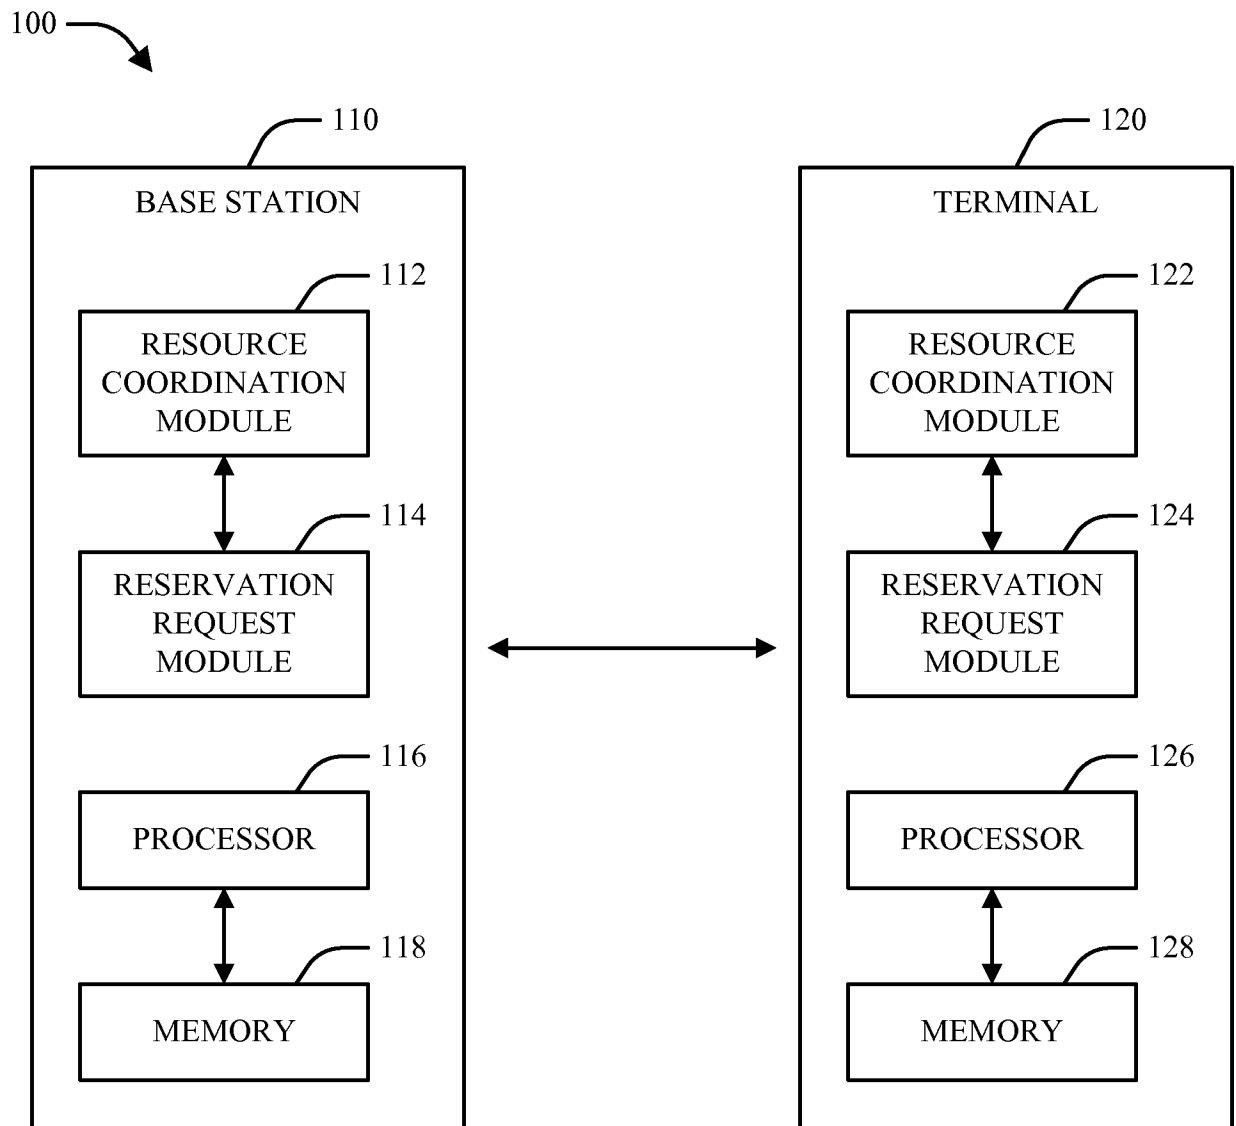 100
110
BASE STATION
112
RESOURCE
COORDINATION
MODULE
114
RESERVATION
REQUEST
MODULE
116
PROCESSOR
118
MEMORY
120
TERMINAL
122
RESOURCE
COORDINATION
MODULE
124
RESERVATION
REQUEST
MODULE
126
PROCESSOR
128
MEMORY